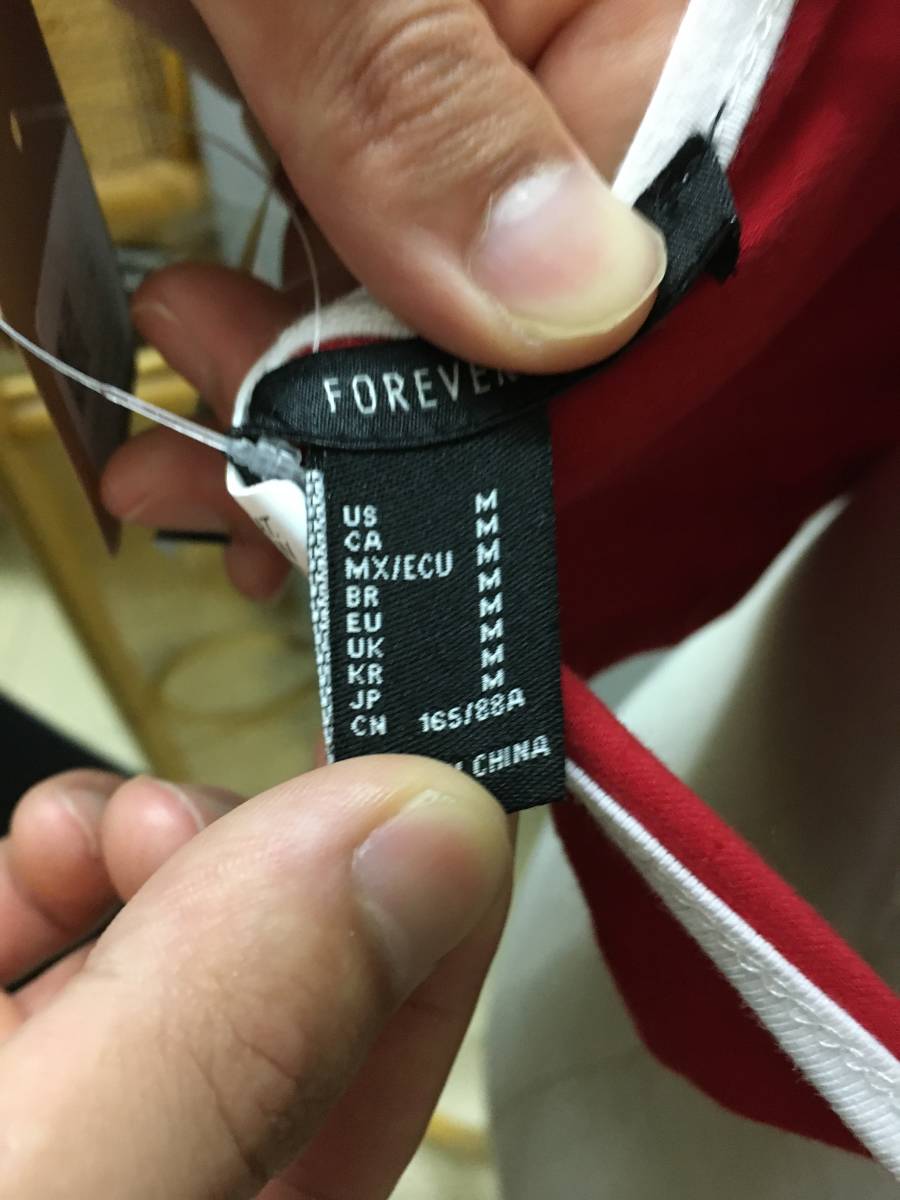 FOREVER
US M
CA M
MX/ECU M
BR M
EU M
UK M
KR M
JP M
CN 165/88A
CHINA